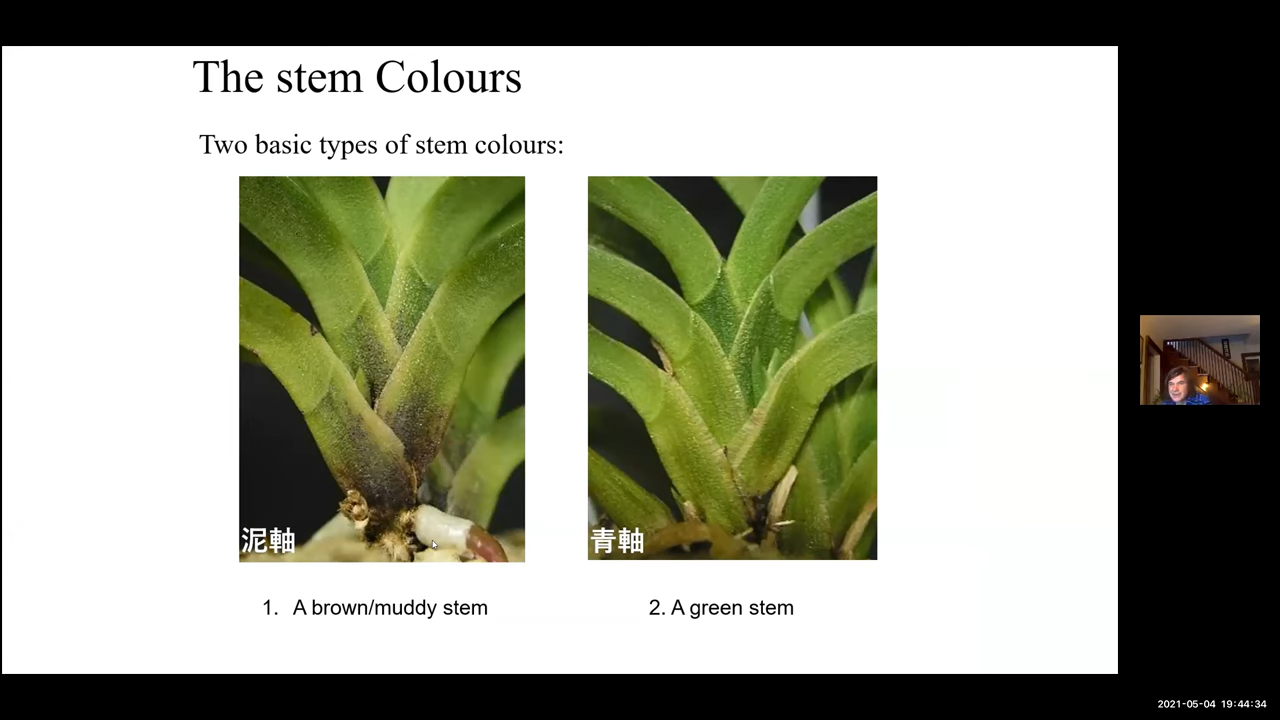 The stem Colours
Two basic types of stem colours:
泥軸
青軸
1. A brown/muddy stem
2. A green stem
2021-05-04 19:44:34